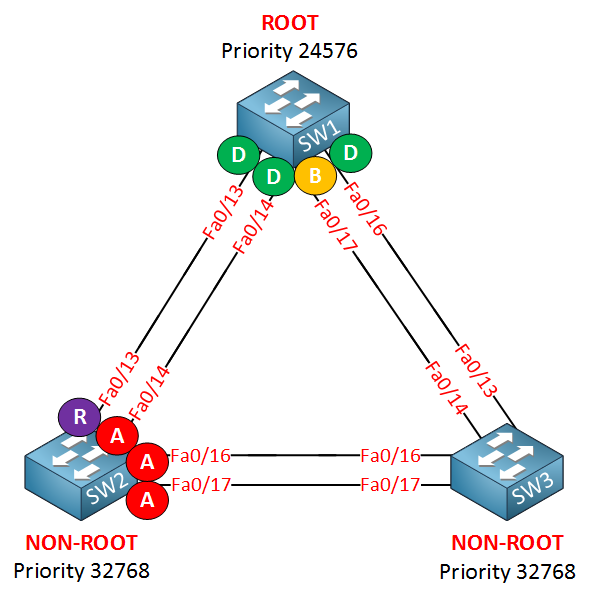 ROOT
Priority 24576
SW1
D
D
B
D
Fa0/13
Fa0/14
Fa0/17
Fa0/16
Fa0/13
Fa0/14
Fa0/14
Fa0/13
R
A
A
A
Fa0/16
Fa0/16
Fa0/17
Fa0/17
SW2
SW3
NON-ROOT
Priority 32768
NON-ROOT
Priority 32768